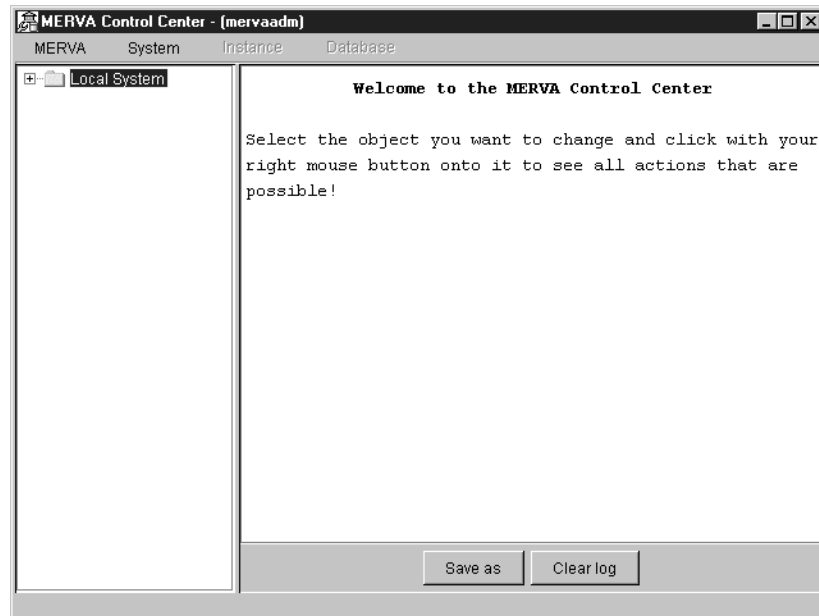 MERVA Control Center - (mervaadm)
MERVA System Instance Database
Local System
Welcome to the MERVA Control Center
Select the object you want to change and click with your
right mouse button onto it to see all actions that are
possible!
Save as Clear log